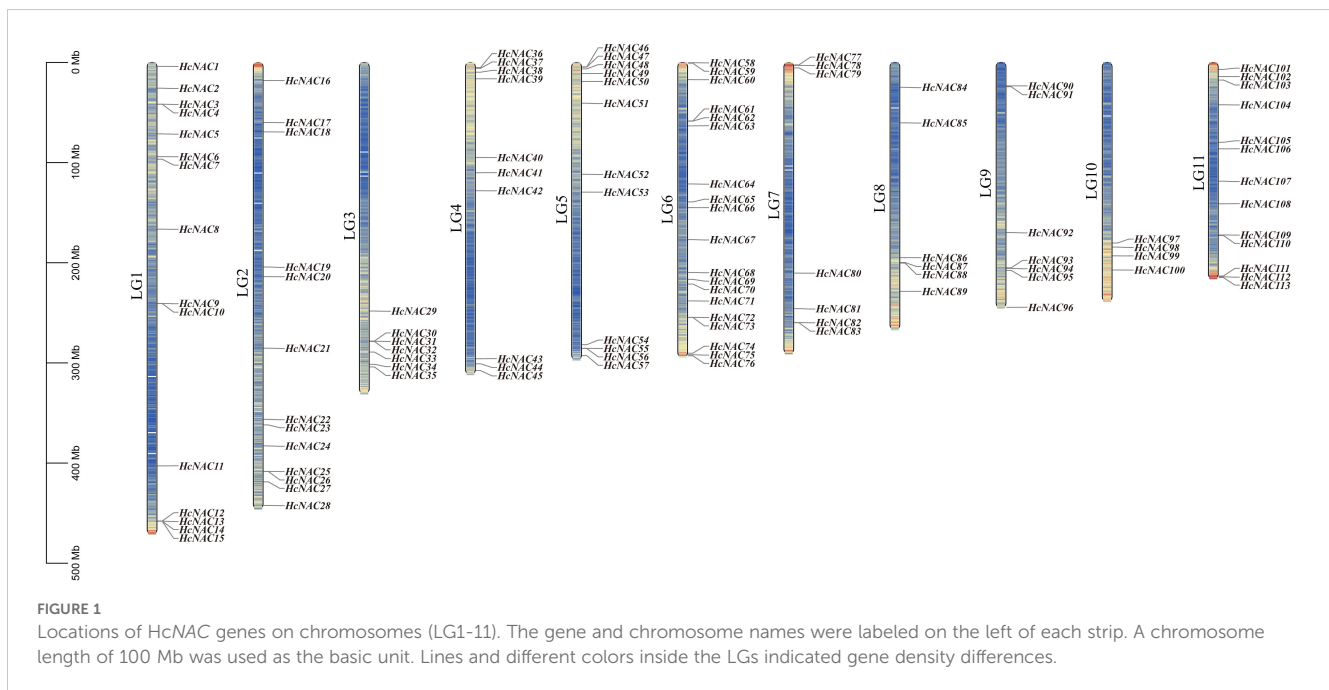 0 Mb
100 Mb
200 Mb
300 Mb
400 Mb
500 Mb
LG1
HcNAC1
HcNAC2
HcNAC3
HcNAC4
HcNAC5
HcNAC6
HcNAC7
HcNAC8
HcNAC9
HcNAC10
HcNAC11
HcNAC12
HcNAC13
HcNAC14
HcNAC15
LG2
HcNAC16
HcNAC17
HcNAC18
HcNAC19
HcNAC20
HcNAC21
HcNAC22
HcNAC23
HcNAC24
HcNAC25
HcNAC26
HcNAC27
HcNAC28
LG3
HcNAC29
HcNAC30
HcNAC31
HcNAC32
HcNAC33
HcNAC34
HcNAC35
LG4
HcNAC36
HcNAC37
HcNAC38
HcNAC39
HcNAC40
HcNAC41
HcNAC42
HcNAC43
HcNAC44
HcNAC45
LG5
HcNAC46
HcNAC47
HcNAC48
HcNAC49
HcNAC50
HcNAC51
HcNAC52
HcNAC53
HcNAC54
HcNAC55
HcNAC56
HcNAC57
LG6
HcNAC58
HcNAC59
HcNAC60
HcNAC61
HcNAC62
HcNAC63
HcNAC64
HcNAC65
HcNAC66
HcNAC67
HcNAC68
HcNAC69
HcNAC70
HcNAC71
HcNAC72
HcNAC73
HcNAC74
HcNAC75
HcNAC76
LG7
HcNAC77
HcNAC78
HcNAC79
HcNAC80
HcNAC81
HcNAC82
HcNAC83
LG8
HcNAC84
HcNAC85
HcNAC86
HcNAC87
HcNAC88
HcNAC89
LG9
HcNAC90
HcNAC91
HcNAC92
HcNAC93
HcNAC94
HcNAC95
HcNAC96
LG10
HcNAC97
HcNAC98
HcNAC99
HcNAC100
LG11
HcNAC101
HcNAC102
HcNAC103
HcNAC104
HcNAC105
HcNAC106
HcNAC107
HcNAC108
HcNAC109
HcNAC110
HcNAC111
HcNAC112
HcNAC113
FIGURE 1
Locations of HcNAC genes on chromosomes (LG1-11). The gene and chromosome names were labeled on the left of each strip. A chromosome
length of 100 Mb was used as the basic unit. Lines and different colors inside the LGs indicated gene density differences.